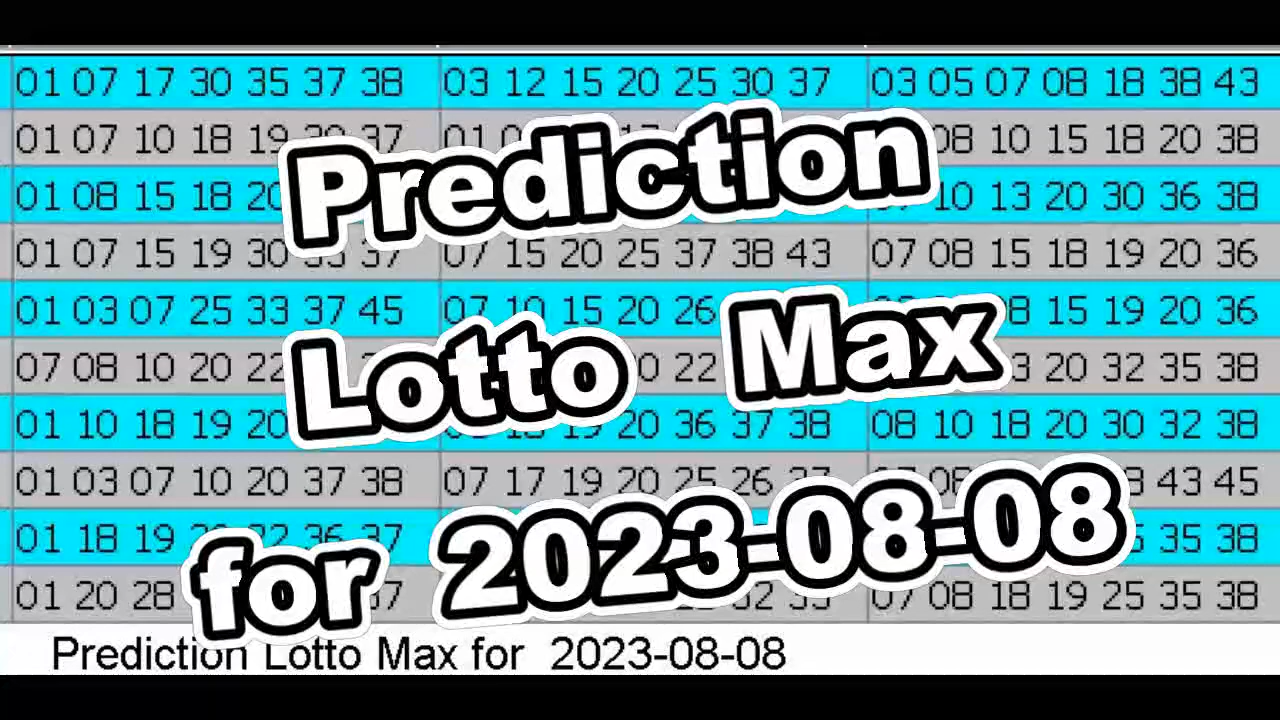 01 07 17 30 35 37 38 03 12 15 20 25 30 37 03 05 07 08 18 38 43
01 07 10 18 19 37 08 10 15 18 20 38
01 08 15 18 20 10 13 20 30 36 38
01 07 15 19 30 37 07 15 20 25 37 38 43 07 08 15 18 19 20 36
01 03 07 25 33 37 45 07 10 15 20 26 15 19 20 36
07 08 10 20 22 22 20 32 35 38
01 10 18 19 20 20 36 37 38 08 10 18 20 30 32 38
01 03 07 10 20 37 38 07 17 19 20 25 26 37 43 45
01 18 19 36 37 35 38
01 20 28 07 08 18 19 25 35 38
Prediction
Lotto Max
for 2023-08-08
Prediction Lotto Max for 2023-08-08